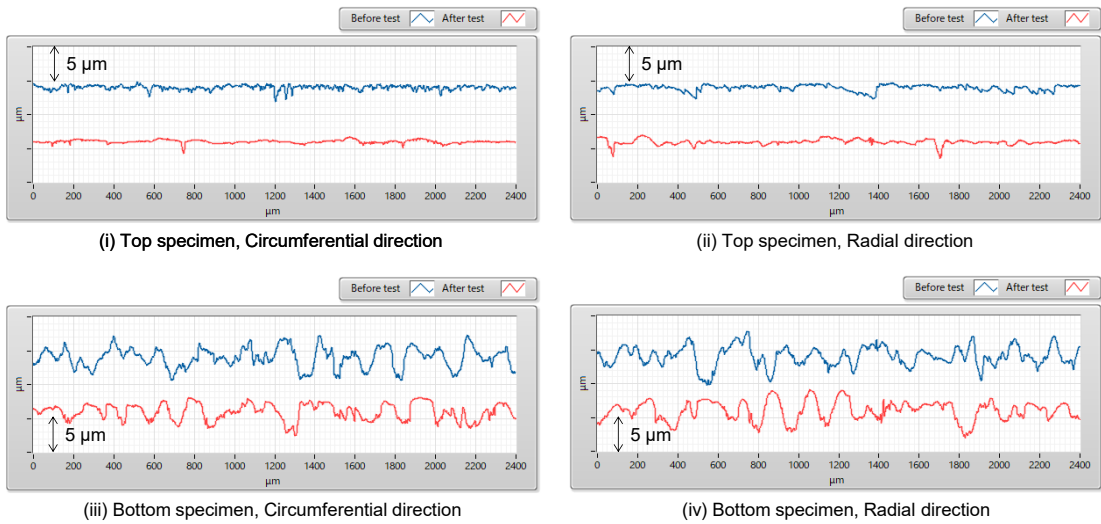 Before test After test
Before test After test
5 µm
5 µm
µm
µm
0 200 400 600 800 1000 1200 1400 1600 1800 2000 2200 2400
0 200 400 600 800 1000 1200 1400 1600 1800 2000 2200 2400
µm
µm
(i) Top specimen, Circumferential direction
(ii) Top specimen, Radial direction
Before test After test
Before test After test
µm
µm
5 µm
5 µm
0 200 400 600 800 1000 1200 1400 1600 1800 2000 2200 2400
0 200 400 600 800 1000 1200 1400 1600 1800 2000 2200 2400
µm
µm
(iii) Bottom specimen, Circumferential direction
(iv) Bottom specimen, Radial direction